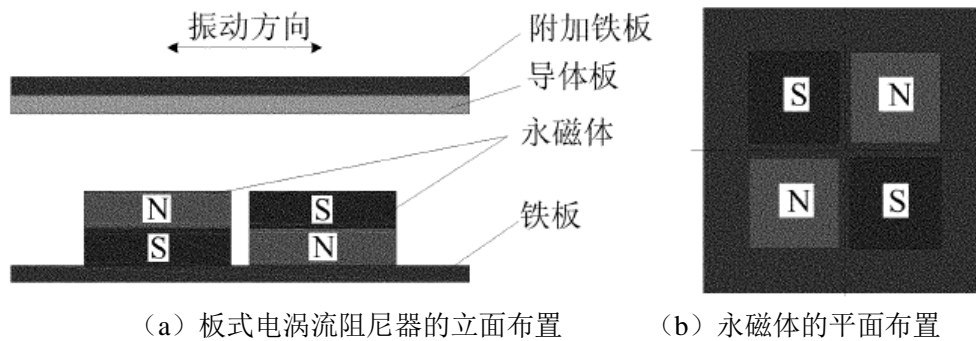 振动方向
附加铁板
导体板
永磁体
铁板
N S
S N
S N
N S
（a）板式电涡流阻尼器的立面布置
（b）永磁体的平面布置